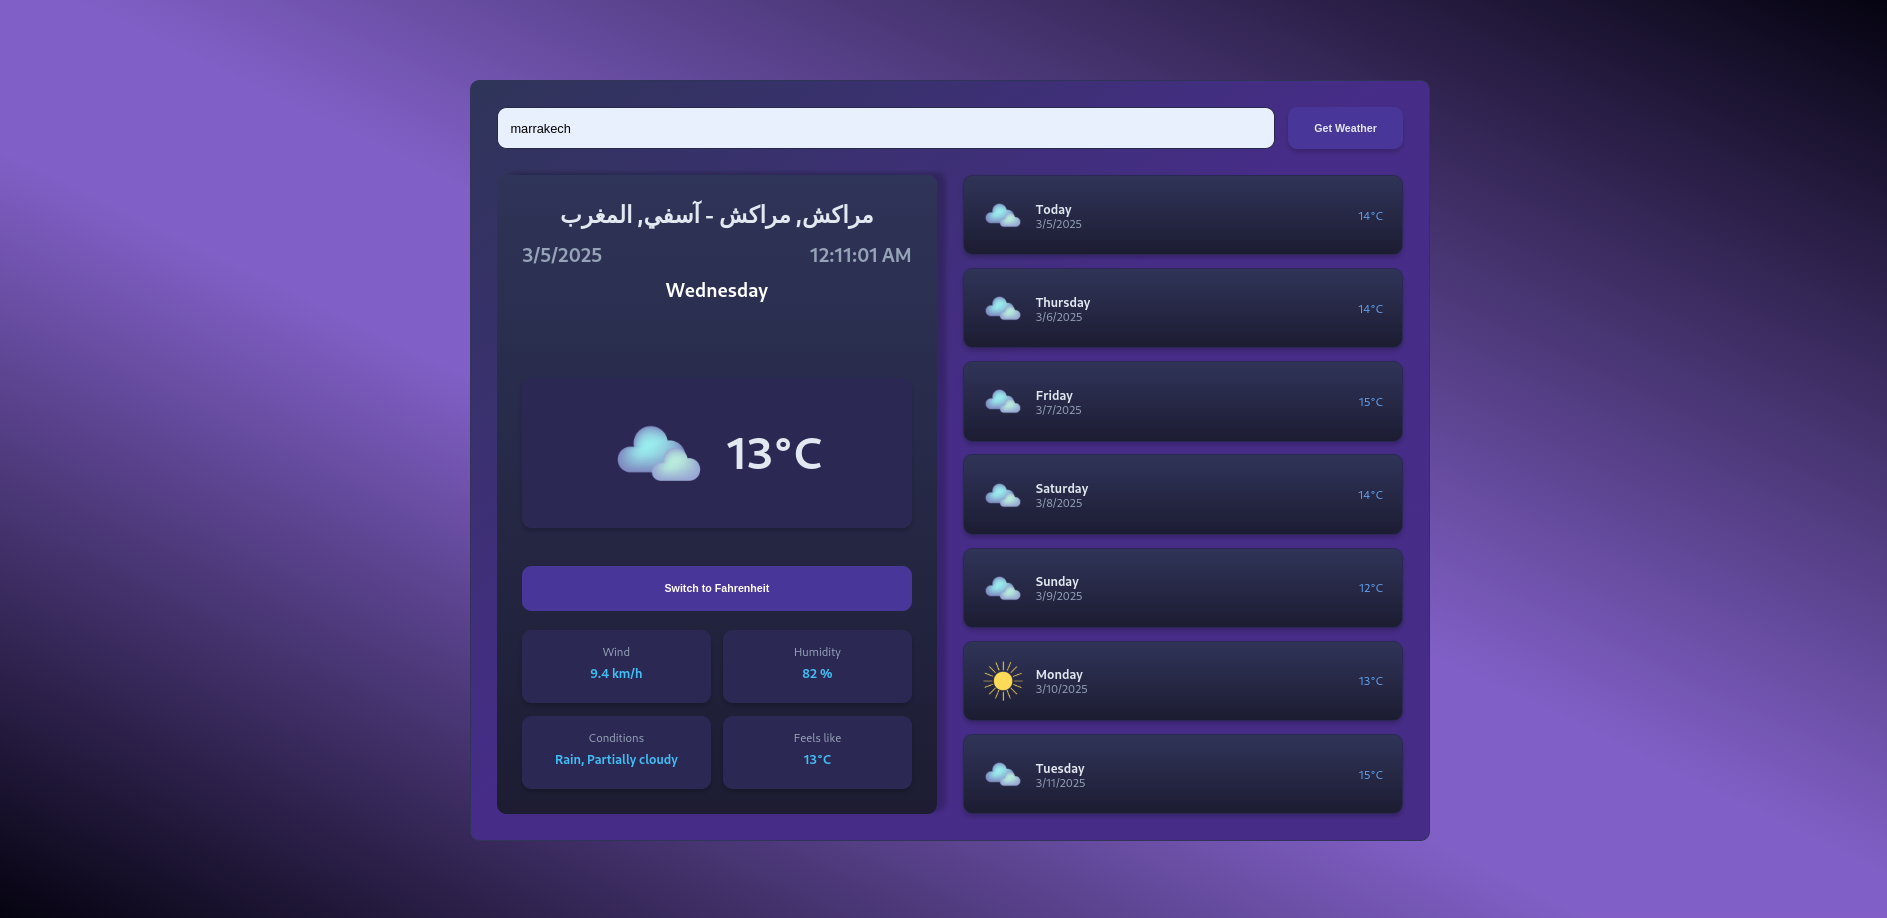 marrakech
Get Weather
مراكش, مراكش - آسفي, المغرب
3/5/2025
12:11:01 AM
Wednesday
13°C
Switch to Fahrenheit
Wind
9.4 km/h
Humidity
82 %
Conditions
Rain, Partially cloudy
Feels like
13°C
Today
3/5/2025
14°C
Thursday
3/6/2025
14°C
Friday
3/7/2025
15°C
Saturday
3/8/2025
14°C
Sunday
3/9/2025
12°C
Monday
3/10/2025
13°C
Tuesday
3/11/2025
15°C